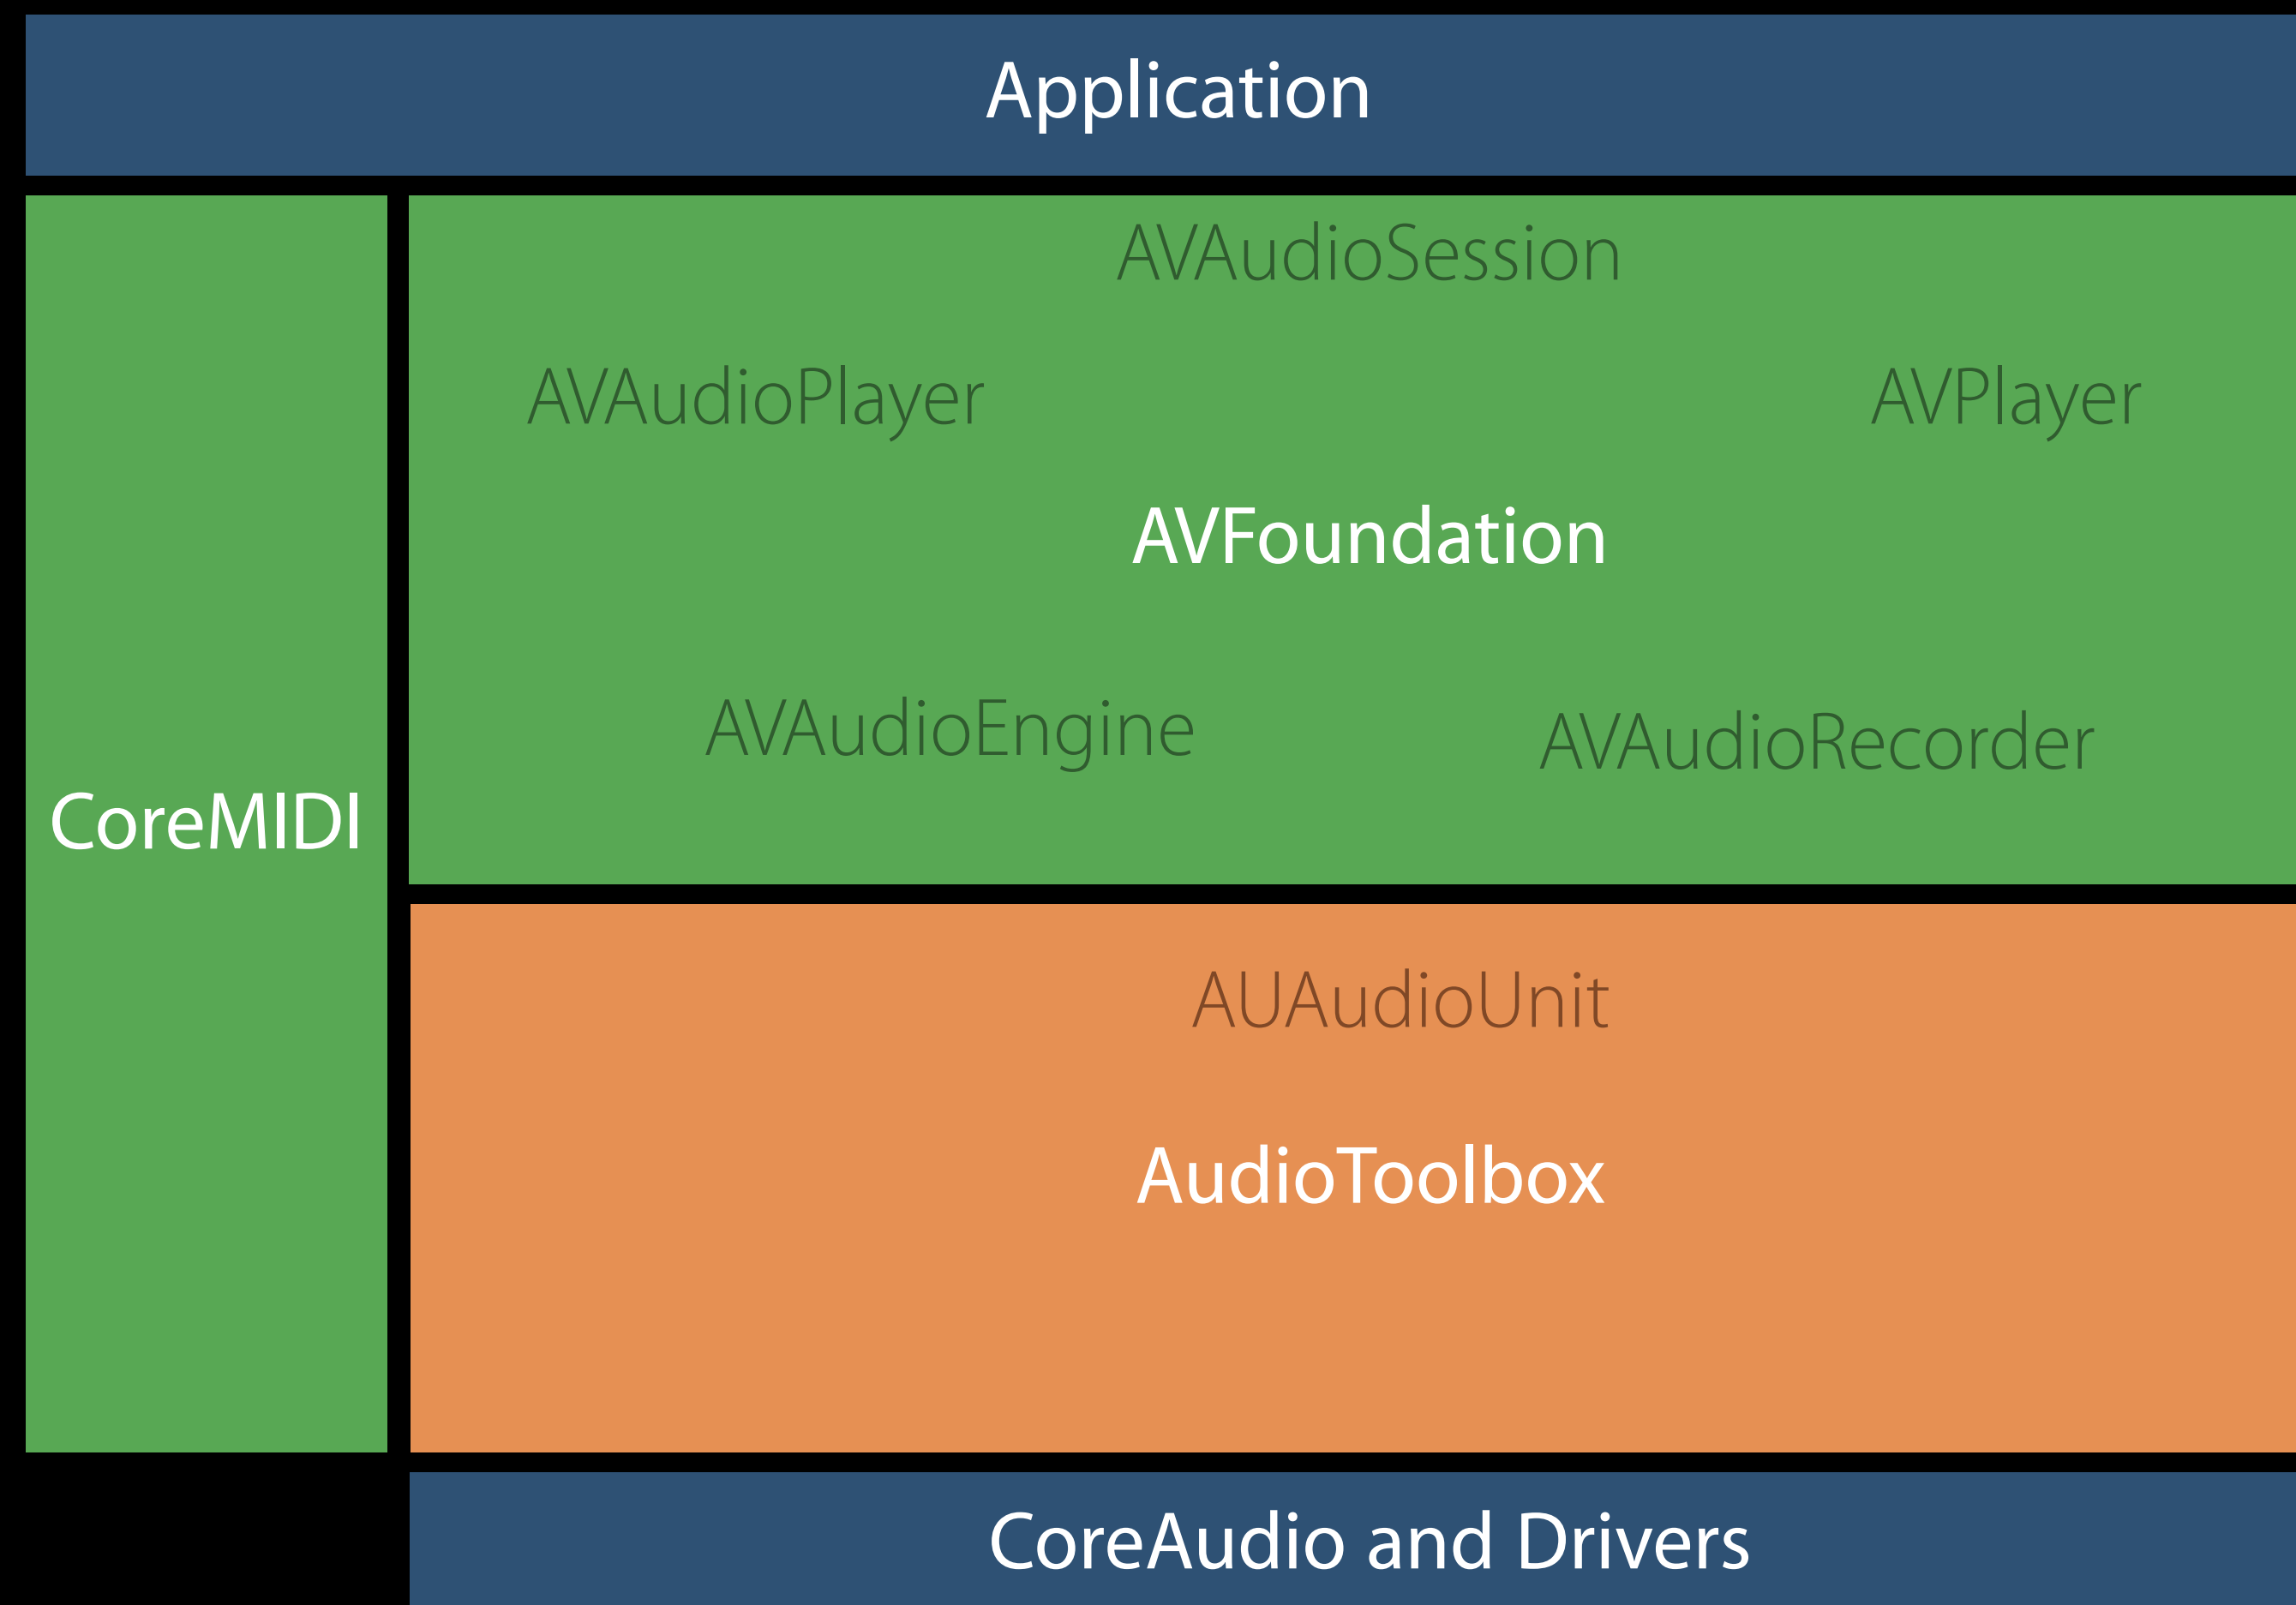 Application
AVAudioSession
AVAudioPlayer
AVPlayer
AVFoundation
AVAudioEngine
AVAudioRecorder
CoreMIDI
AUAudioUnit
AudioToolbox
CoreAudio and Drivers